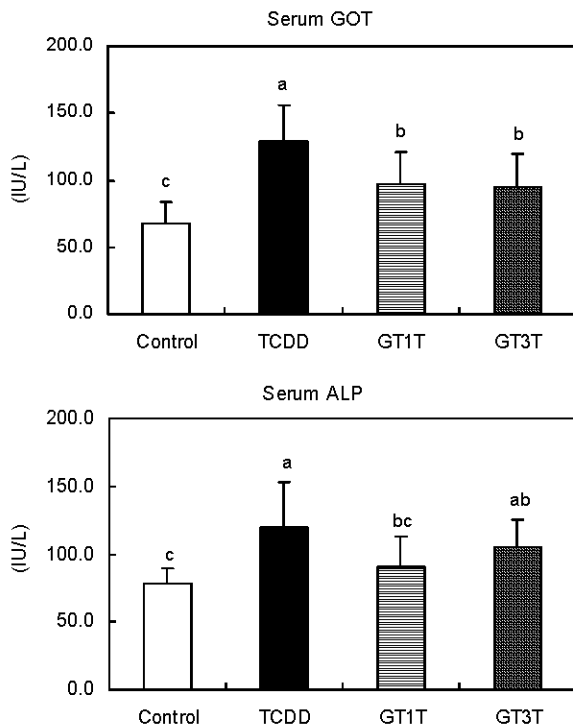 Serum GOT
200.0
a
150.0
b b
(IU/L)
100.0
c
50.0
0.0
Control TCDD GT1T GT3T
Serum ALP
200.0
a
150.0
ab
bc
(IU/L)
100.0
c
50.0
0.0
Control TCDD GT1T GT3T